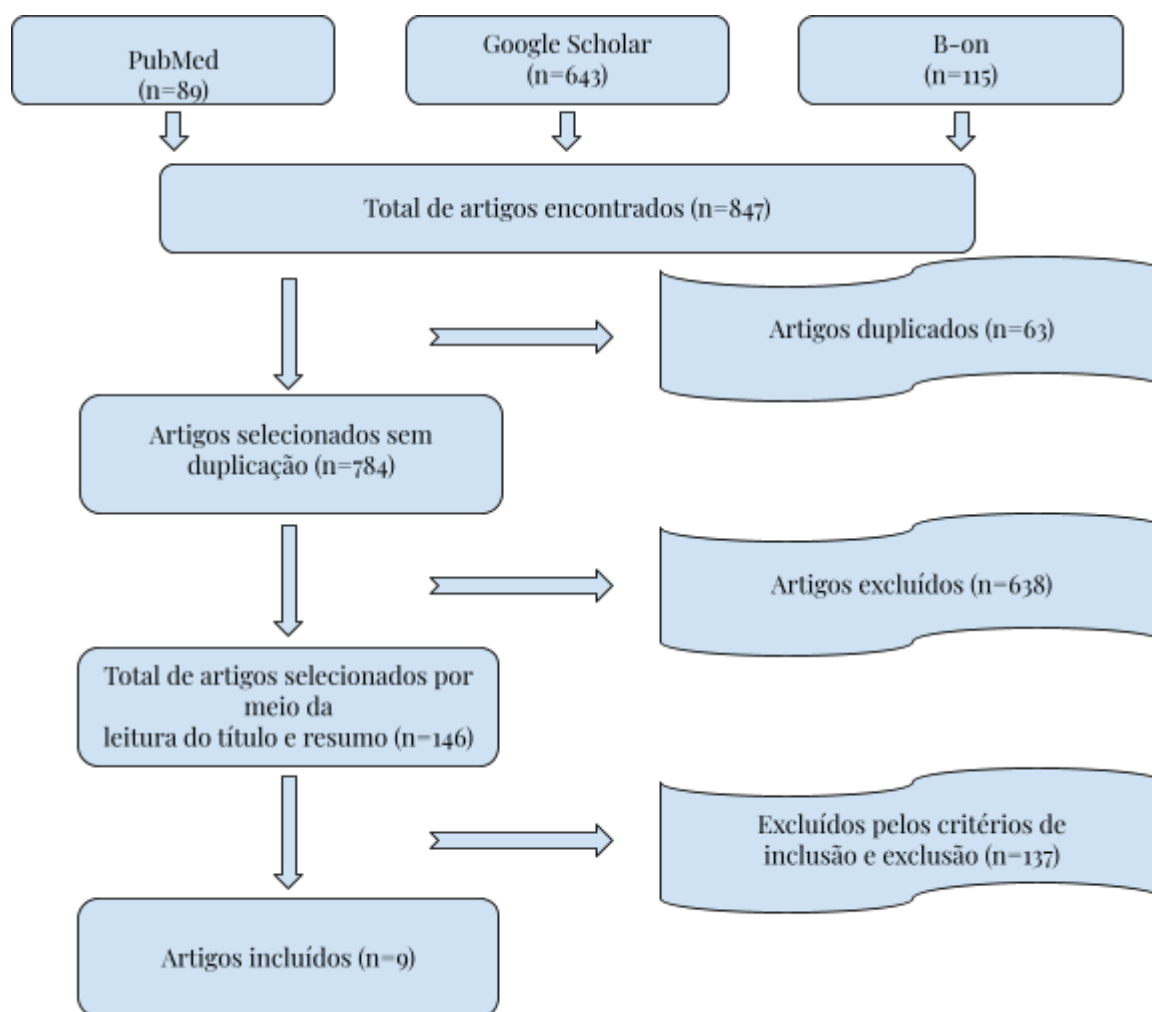 PubMed
(n=89)
Google Scholar
(n=643)
B-on
(n=115)
Total de artigos encontrados (n=847)
Artigos duplicados (n=63)
Artigos selecionados sem
duplicação (n=784)
Artigos excluídos (n=638)
Total de artigos selecionados por
meio da
leitura do título e resumo (n=146)
Excluídos pelos critérios de
inclusão e exclusão (n=137)
Artigos incluídos (n=9)